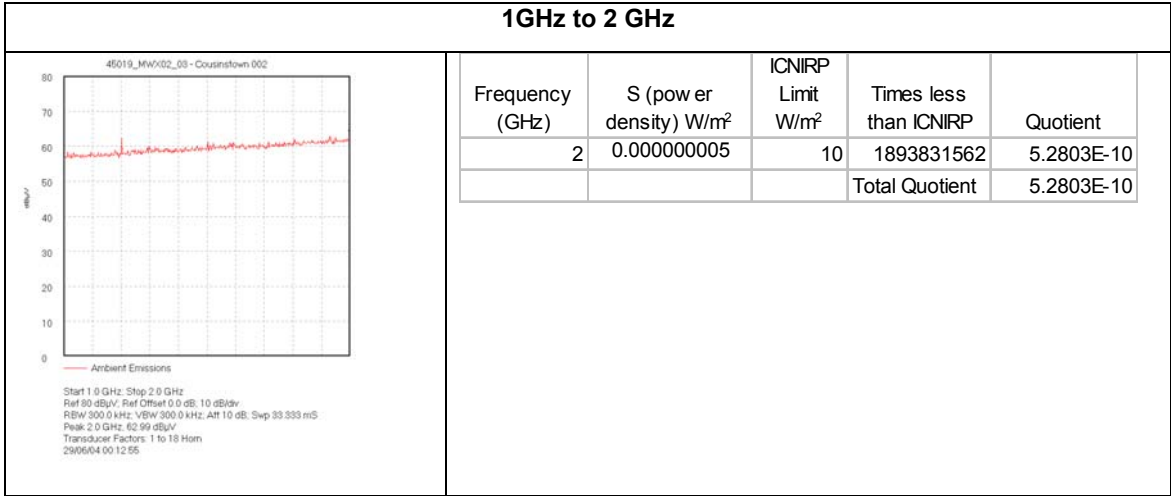 1GHz to 2 GHz
45019_MWX02_03 - Cousinstown 002
80
70
60
50
40
30
20
10
0
dBµV
Ambient Emissions
Start 1.0 GHz; Stop 2.0 GHz
Ref 80 dBµV; Ref Offset 0.0 dB; 10 dB/div
RBW 300.0 kHz; VBW 300.0 kHz; Att 10 dB; Swp 33.333 mS
Peak 2.0 GHz, 62.99 dBµV
Transducer Factors: 1 to 18 Horn
29/06/04 00:12:55
Frequency (GHz) S (pow er density) W/m² ICNIRP Limit W/m² Times less than ICNIRP Quotient
2 0.000000005 10 1893831562 5.2803E-10
Total Quotient 5.2803E-10